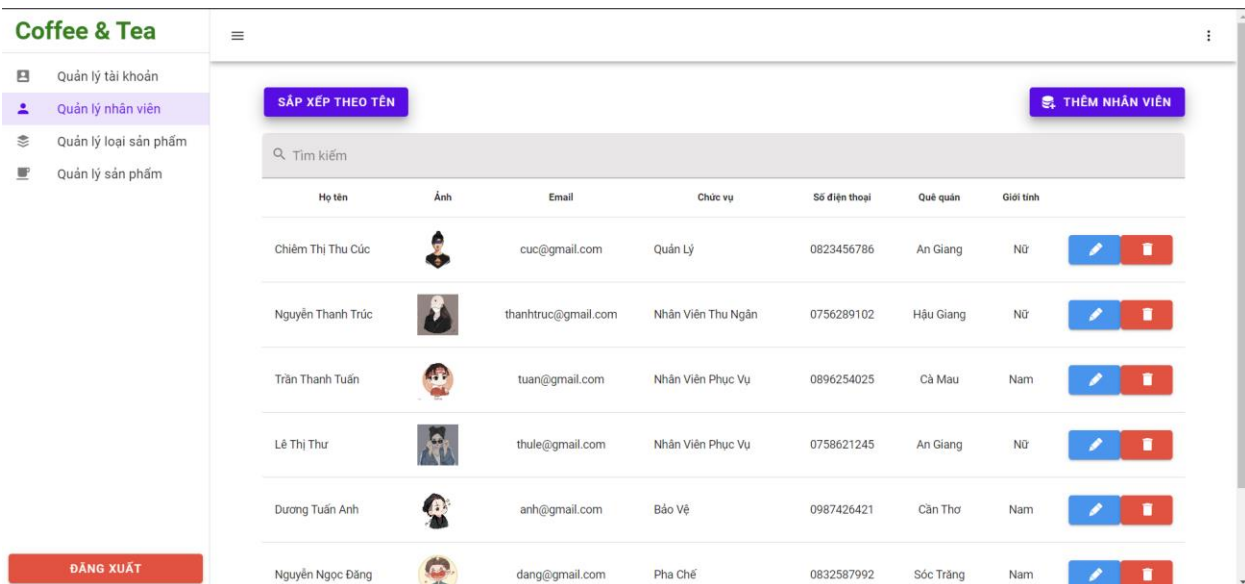 Coffee & Tea
Quản lý tài khoản
Quản lý nhân viên
Quản lý loại sản phẩm
Quản lý sản phẩm
ĐĂNG XUẤT
SẮP XẾP THEO TÊN
THÊM NHÂN VIÊN
Tìm kiếm
Họ tên Ảnh Email Chức vụ Số điện thoại Quê quán Giới tính
Chiêm Thị Thu Cúc cuc@gmail.com Quản Lý 0823456786 An Giang Nữ
Nguyễn Thanh Trúc thanhtruc@gmail.com Nhân Viên Thu Ngân 0756289102 Hậu Giang Nữ
Trần Thanh Tuấn tuan@gmail.com Nhân Viên Phục Vụ 0896254025 Cà Mau Nam
Lê Thị Thư thule@gmail.com Nhân Viên Phục Vụ 0758621245 An Giang Nữ
Dương Tuấn Anh anh@gmail.com Bảo Vệ 0987426421 Cần Thơ Nam
Nguyễn Ngọc Đăng dang@gmail.com Pha Chế 0832587992 Sóc Trăng Nam